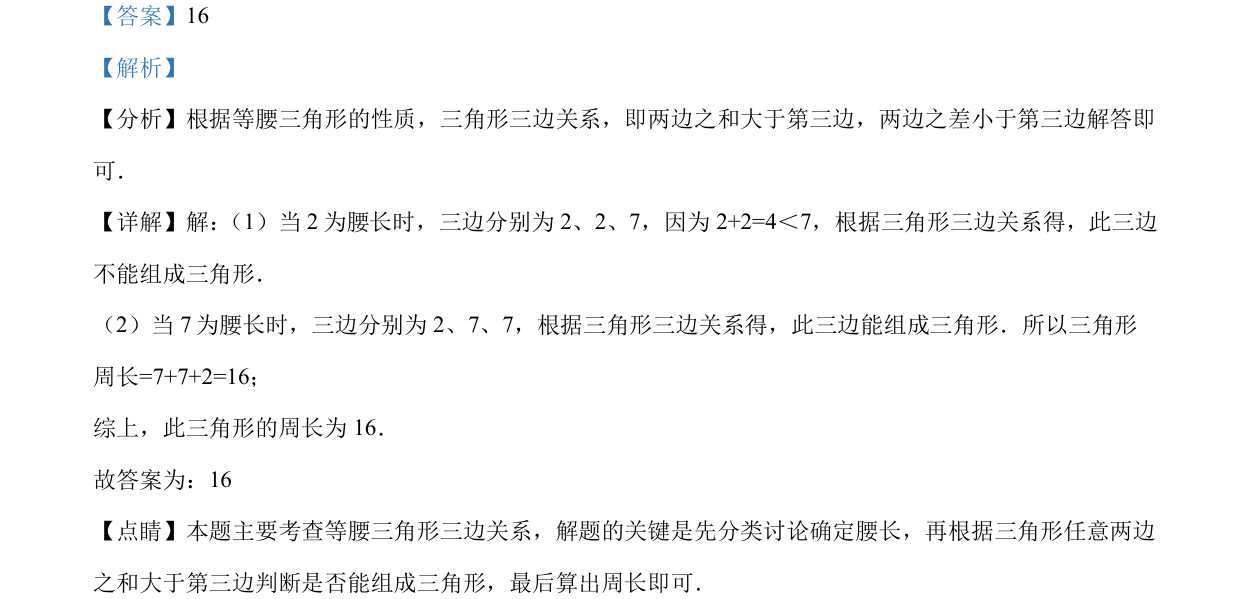 【答案】16
【解析】
【分析】根据等腰三角形的性质，三角形三边关系，即两边之和大于第三边，两边之差小于第三边解答即
可．
【详解】解：（1）当 2 为腰长时，三边分别为 2、2、7，因为 2+2=4＜7，根据三角形三边关系得，此三边
不能组成三角形．
（2）当 7 为腰长时，三边分别为 2、7、7，根据三角形三边关系得，此三边能组成三角形．所以三角形
周长=7+7+2=16；
综上，此三角形的周长为 16．
故答案为：16
【点睛】本题主要考查等腰三角形三边关系，解题的关键是先分类讨论确定腰长，再根据三角形任意两边
之和大于第三边判断是否能组成三角形，最后算出周长即可．